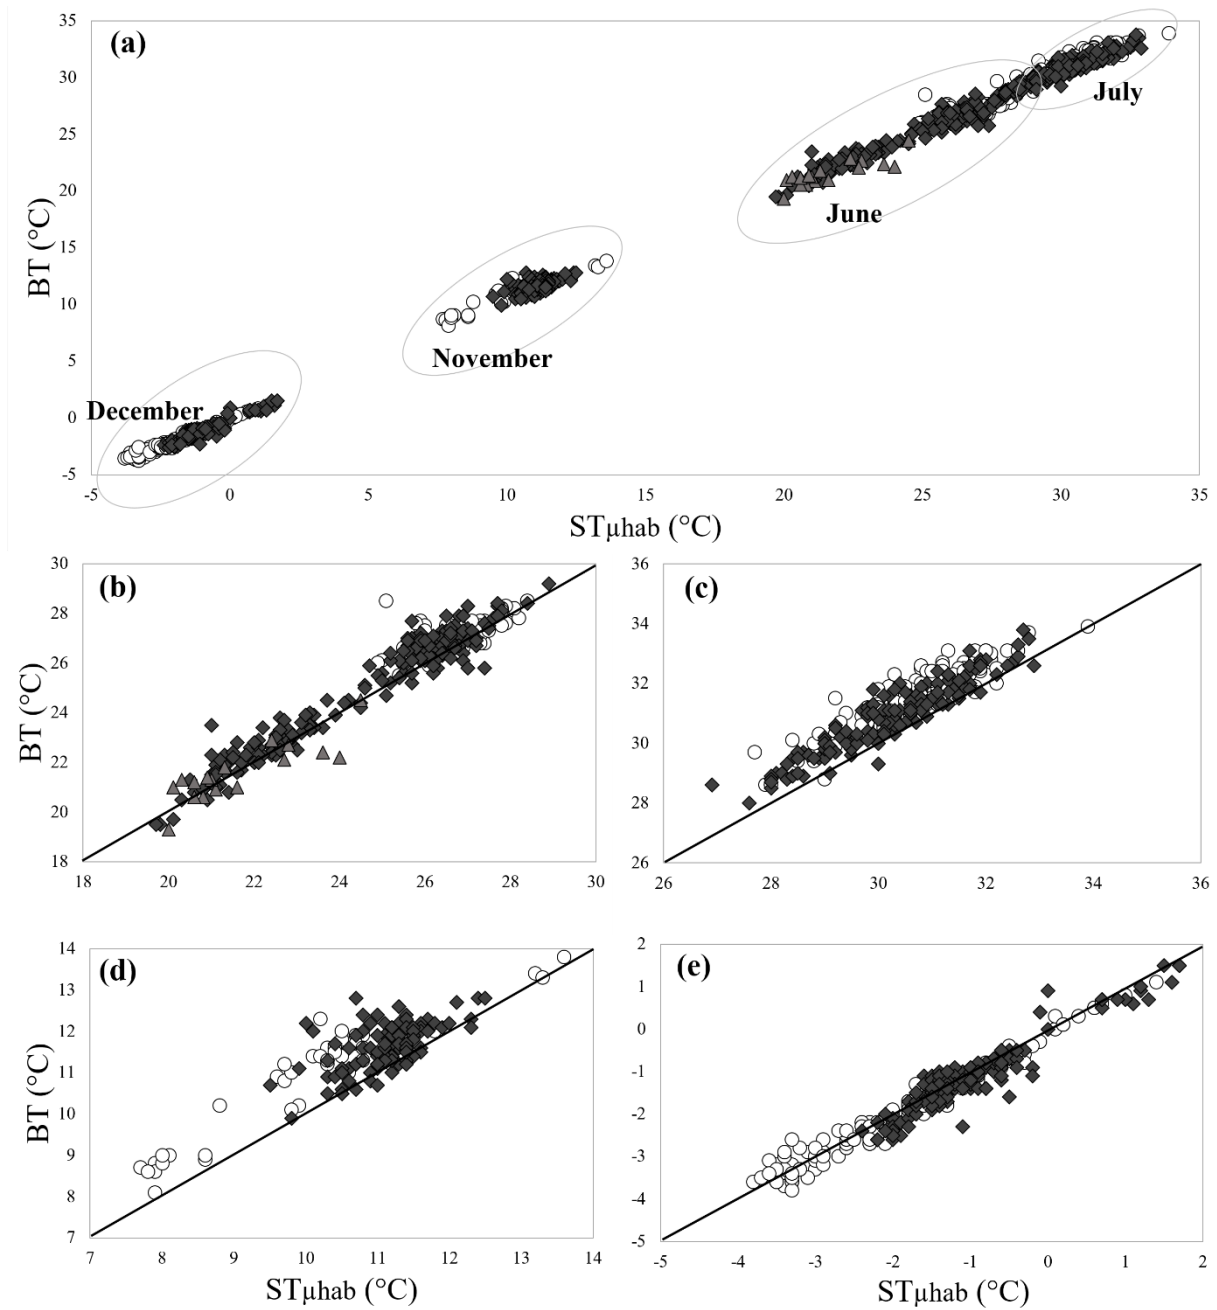 (a)
35
30
25
20
15
10
5
0
-5
BT (°C)
July
June
November
December
-5 0 5 10 15 20 25 30 35
STµhab (°C)
(b)
30
28
26
24
22
20
18
BT (°C)
18 20 22 24 26 28 30
(c)
36
34
32
30
28
26
26 28 30 32 34 36
(d)
14
13
12
11
10
9
8
7
BT (°C)
7 8 9 10 11 12 13 14
STµhab (°C)
(e)
2
1
0
-1
-2
-3
-4
-5
-5 -4 -3 -2 -1 0 1 2
STµhab (°C)